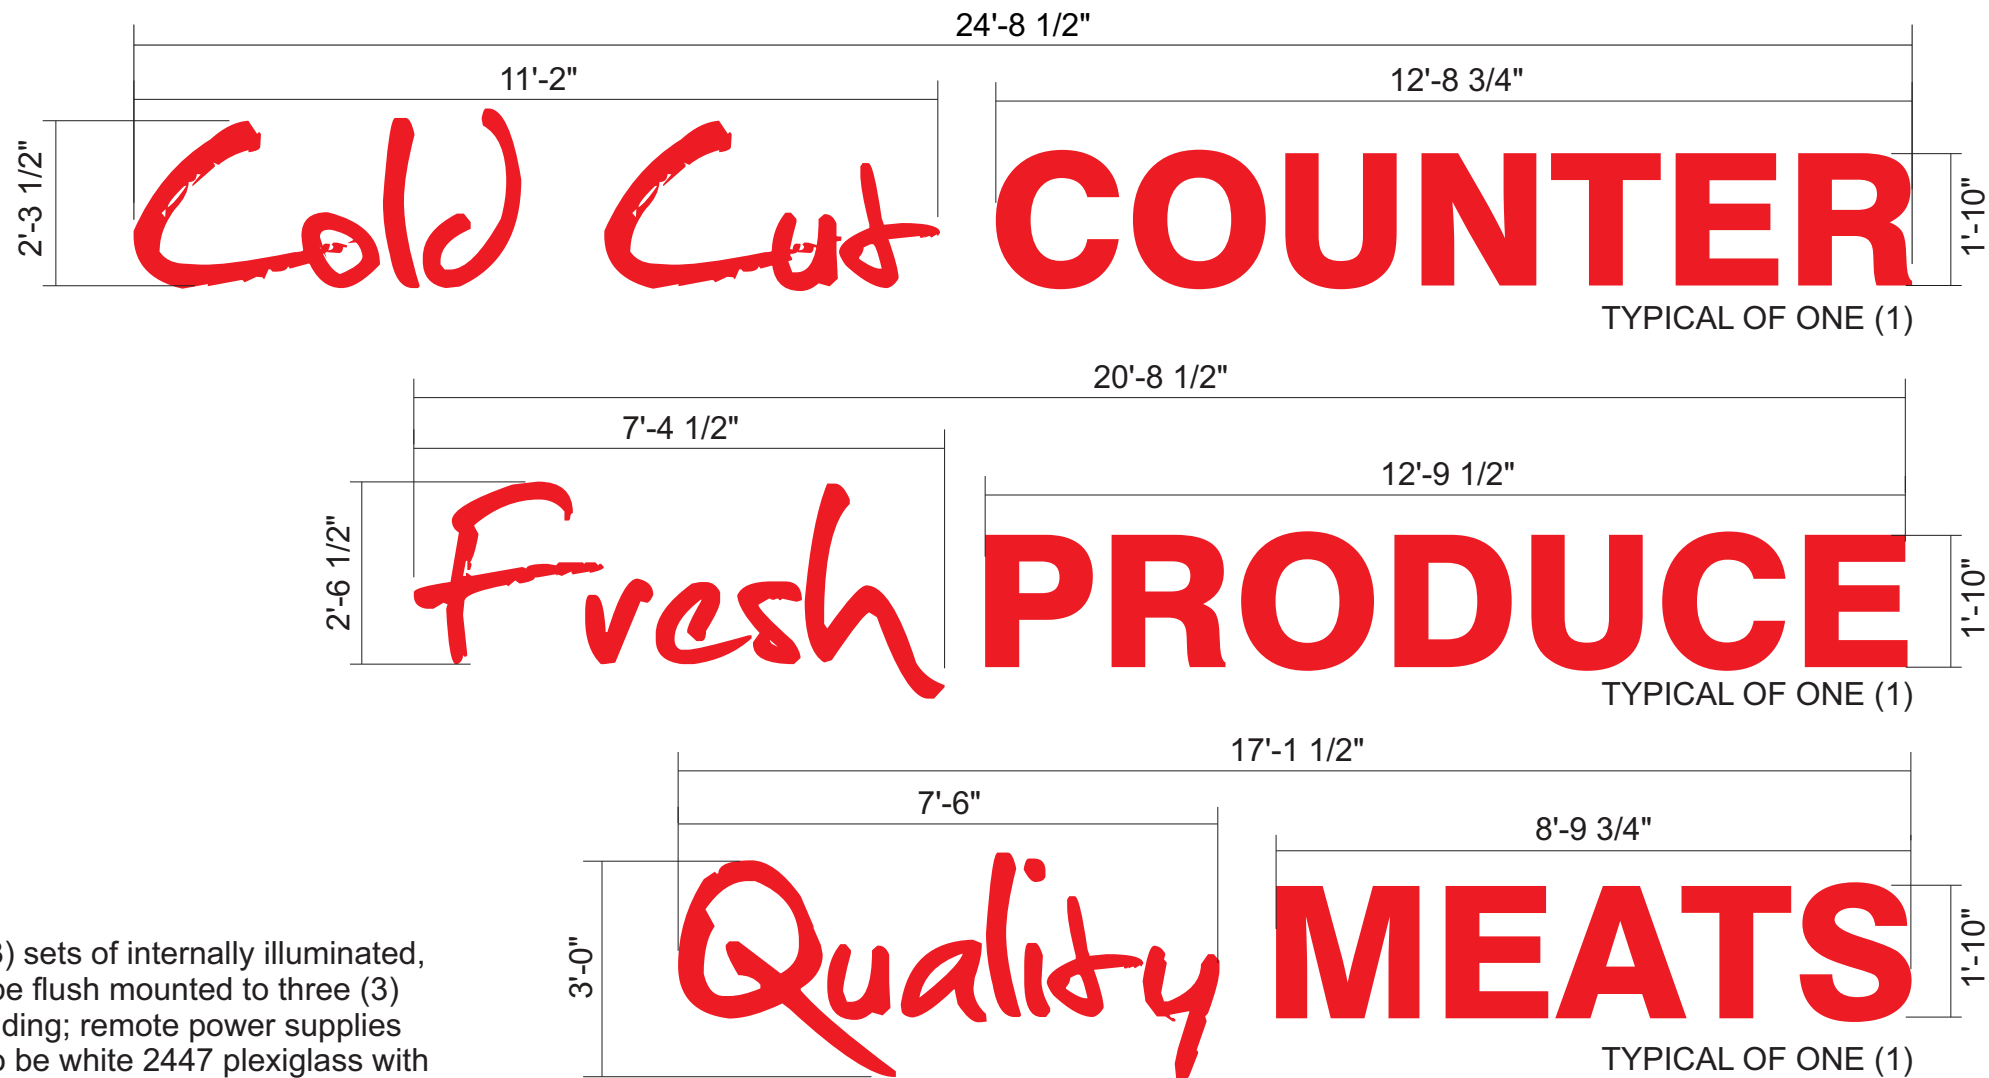 24'-8 1/2"
11'-2"
12'-8 3/4"
2'-3 1/2"
Cold Cut COUNTER
1'-10"
TYPICAL OF ONE (1)
20'-8 1/2"
7'-4 1/2"
12'-9 1/2"
2'-6 1/2"
Fresh PRODUCE
1'-10"
TYPICAL OF ONE (1)
17'-1 1/2"
7'-6"
8'-9 3/4"
3'-0"
Quality MEATS
1'-10"
TYPICAL OF ONE (1)
3) sets of internally illuminated,
be flush mounted to three (3)
ding; remote power supplies
be white 2447 plexiglass with